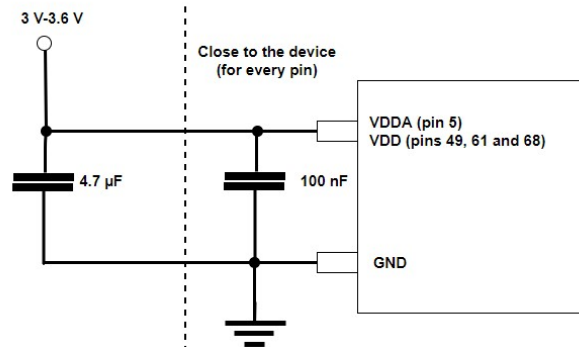 3 V-3.6 V
Close to the device
(for every pin)
VDDA (pin 5)
VDD (pins 49, 61 and 68)
4.7 µF
100 nF
GND